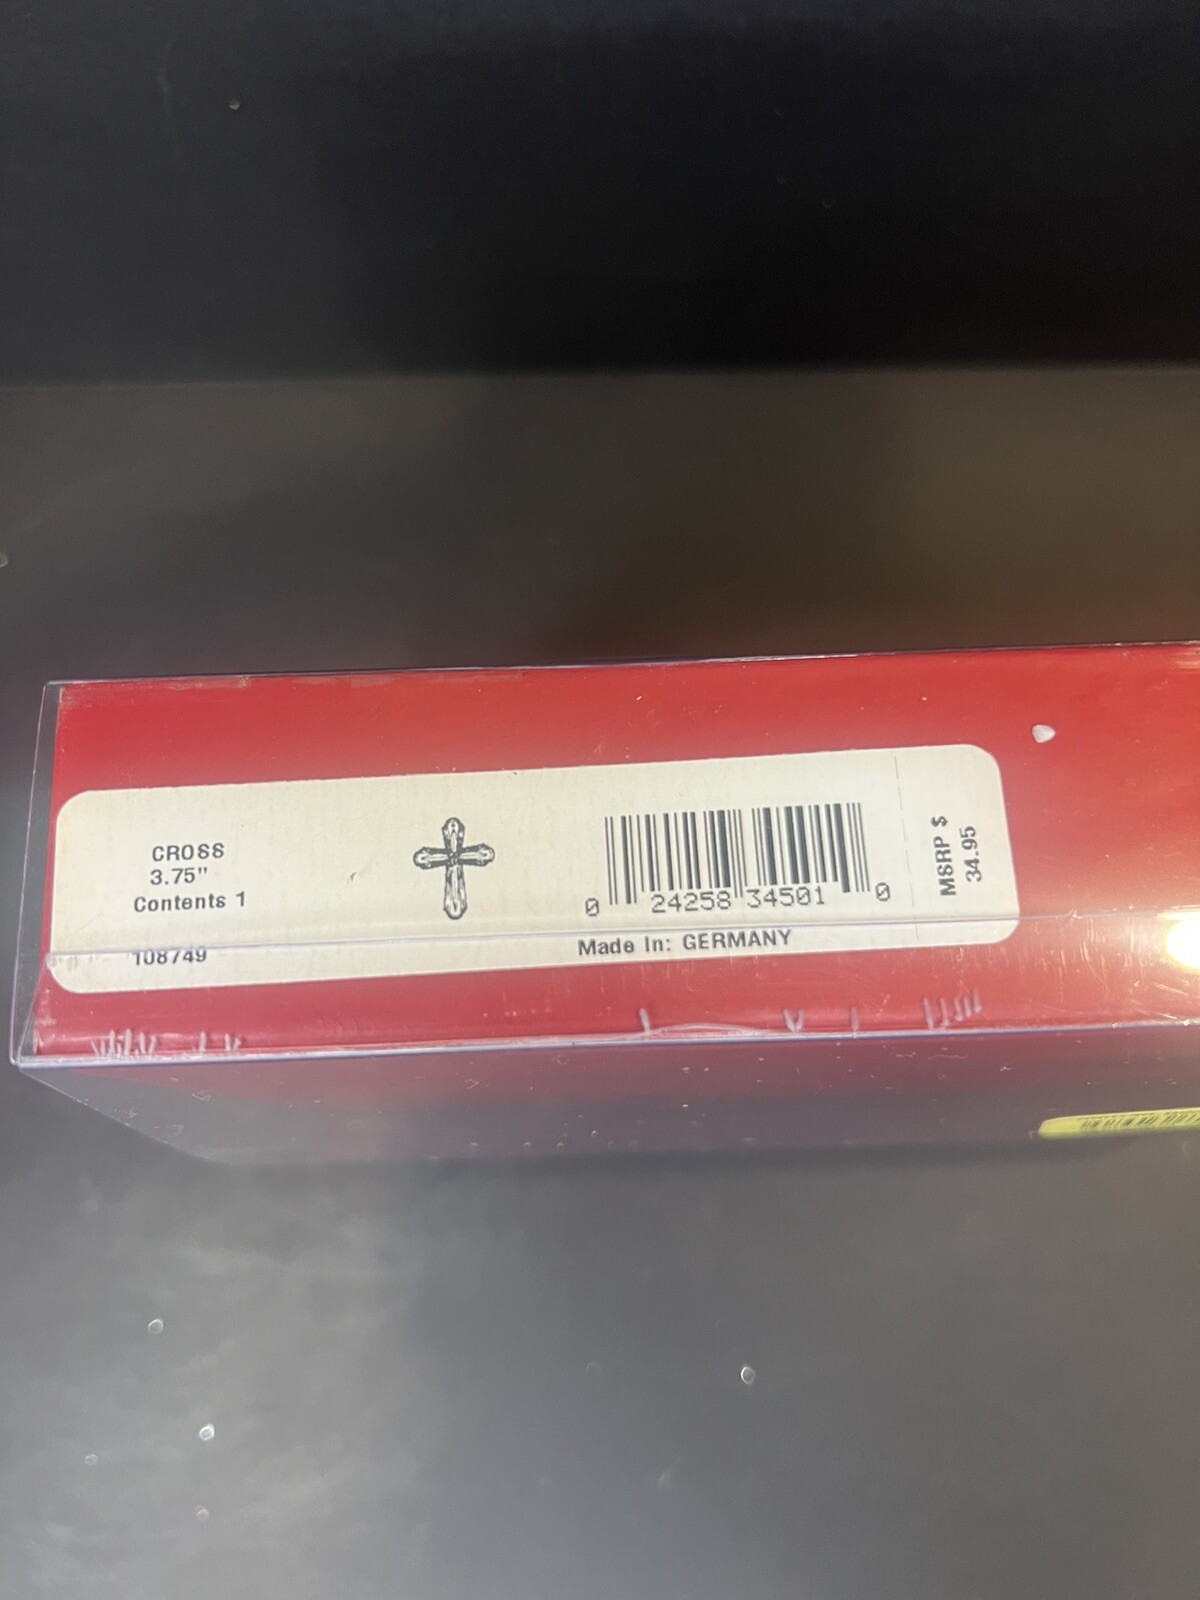 CROSS
3.75"
Contents 1
108749
0 24258 34501 0
Made In: GERMANY
MSRP $
34.95